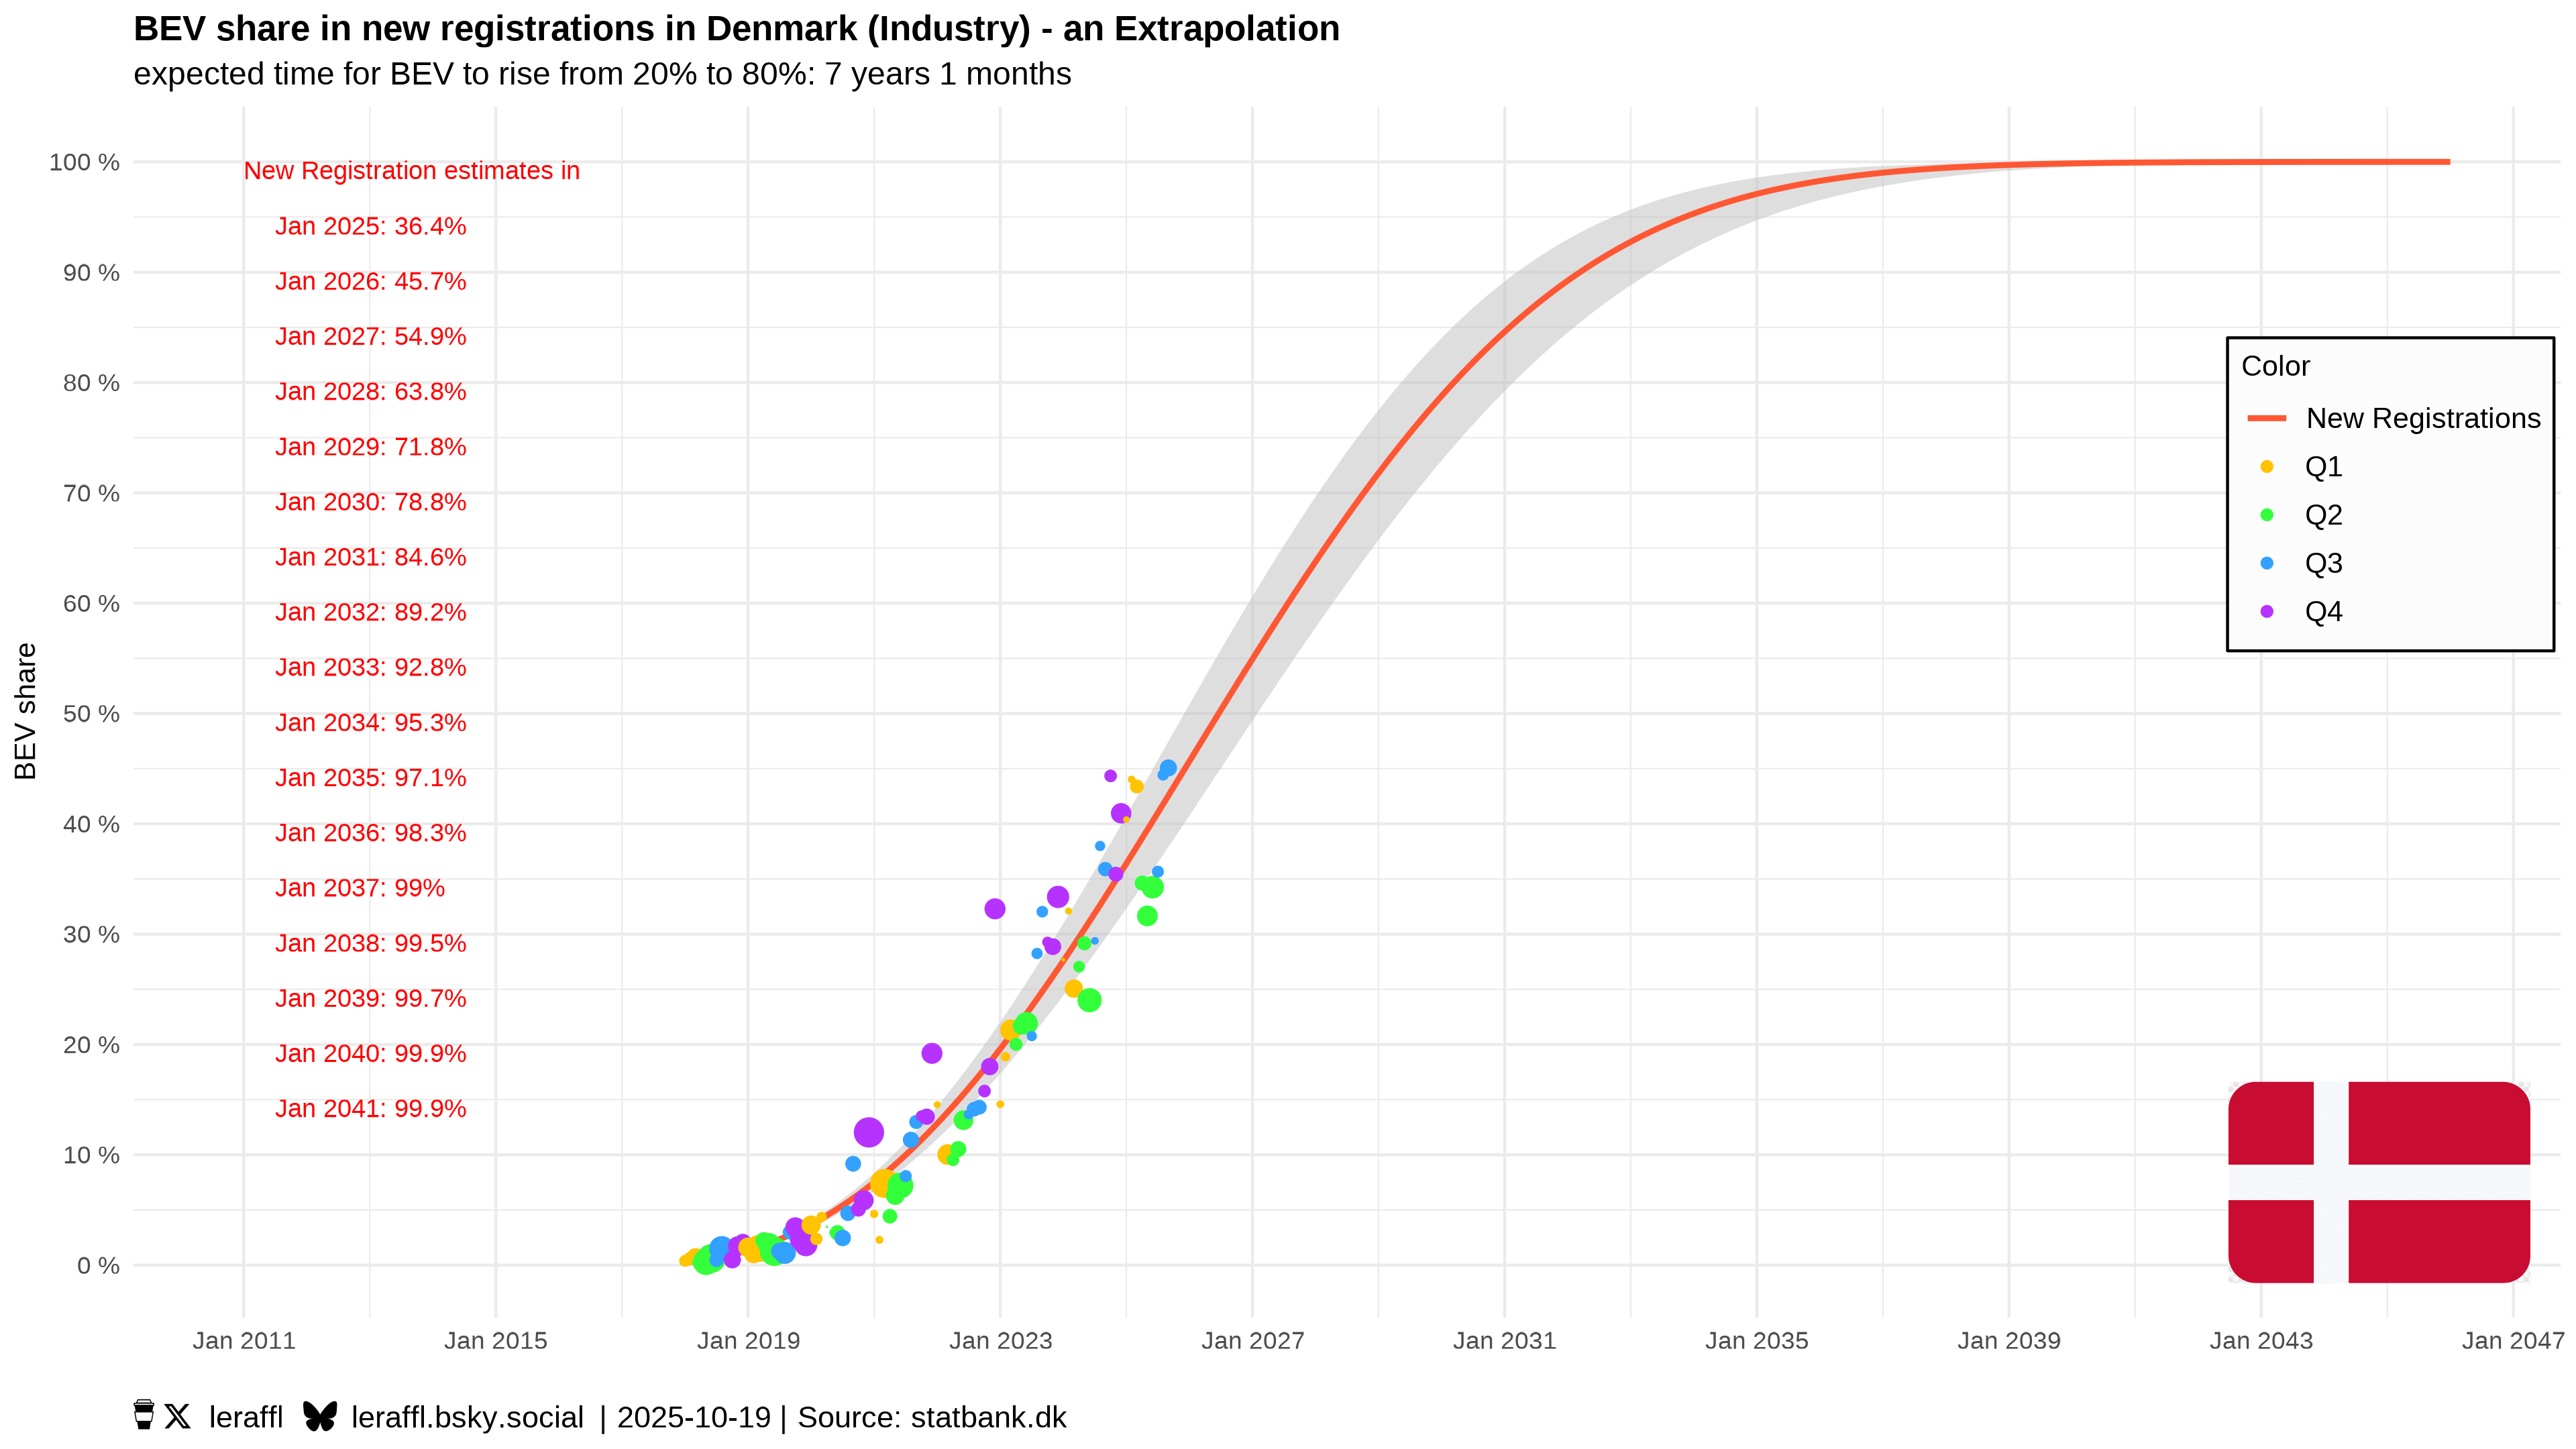 BEV share in new registrations in Denmark (Industry) - an Extrapolation
expected time for BEV to rise from 20% to 80%: 7 years 1 months
100 %
90 %
80 %
70 %
60 %
50 %
40 %
30 %
20 %
10 %
0 %
BEV share
New Registration estimates in
Jan 2025: 36.4%
Jan 2026: 45.7%
Jan 2027: 54.9%
Jan 2028: 63.8%
Jan 2029: 71.8%
Jan 2030: 78.8%
Jan 2031: 84.6%
Jan 2032: 89.2%
Jan 2033: 92.8%
Jan 2034: 95.3%
Jan 2035: 97.1%
Jan 2036: 98.3%
Jan 2037: 99%
Jan 2038: 99.5%
Jan 2039: 99.7%
Jan 2040: 99.9%
Jan 2041: 99.9%
Color
New Registrations
Q1
Q2
Q3
Q4
Jan 2011 Jan 2015 Jan 2019 Jan 2023 Jan 2027 Jan 2031 Jan 2035 Jan 2039 Jan 2043 Jan 2047
leraffl leraffl.bsky.social | 2025-10-19 | Source: statbank.dk